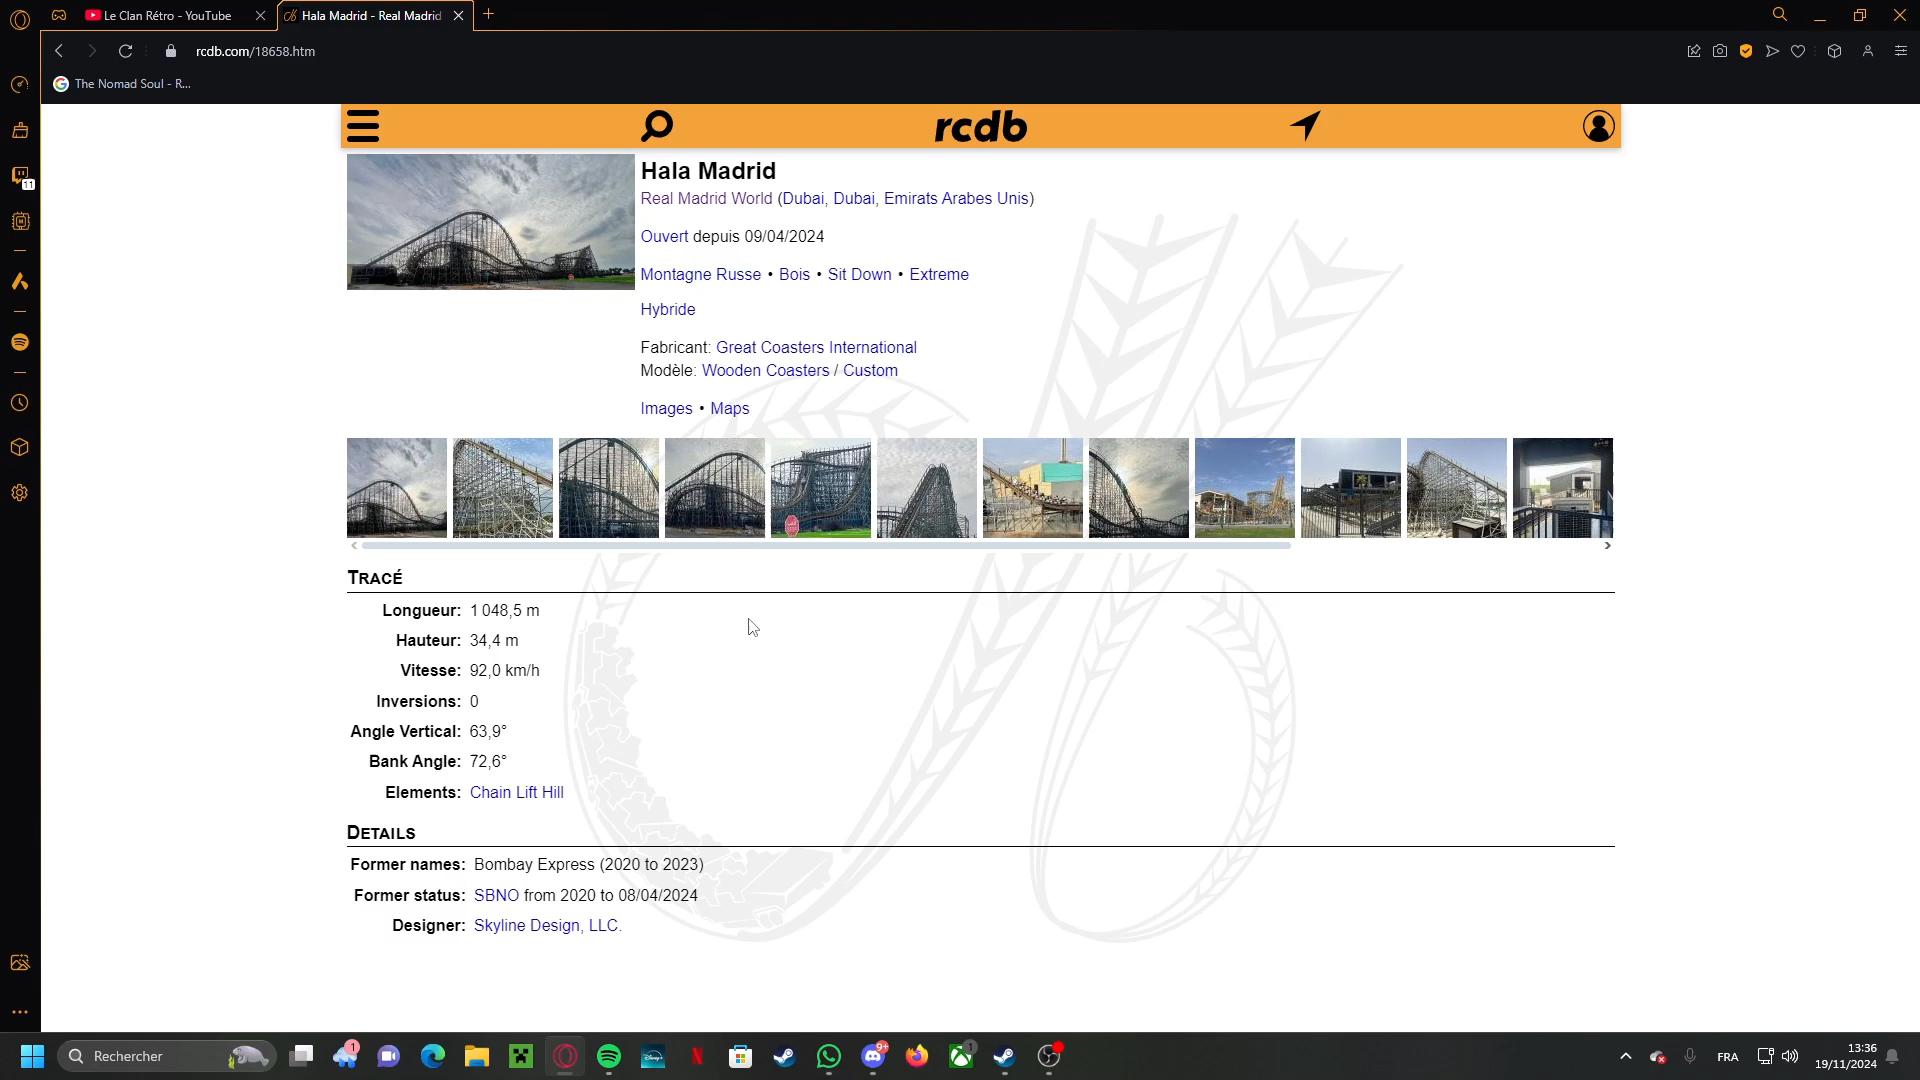 Le Clan Rétro - YouTube
Hala Madrid - Real Madrid
rcdb.com/18658.htm
The Nomad Soul - R...
11
rcdb
Hala Madrid
Real Madrid World (Dubai, Dubai, Emirats Arabes Unis)
Ouvert depuis 09/04/2024
Montagne Russe • Bois • Sit Down • Extreme
Hybride
Fabricant: Great Coasters International
Modèle: Wooden Coasters / Custom
Images • Maps
TRACÉ
Longueur: 1 048,5 m
Hauteur: 34,4 m
Vitesse: 92,0 km/h
Inversions: 0
Angle Vertical: 63,9°
Bank Angle: 72,6°
Elements: Chain Lift Hill
DETAILS
Former names: Bombay Express (2020 to 2023)
Former status: SBNO from 2020 to 08/04/2024
Designer: Skyline Design, LLC.
Rechercher
1
Disney+
N
9+
1
FRA
13:36
19/11/2024